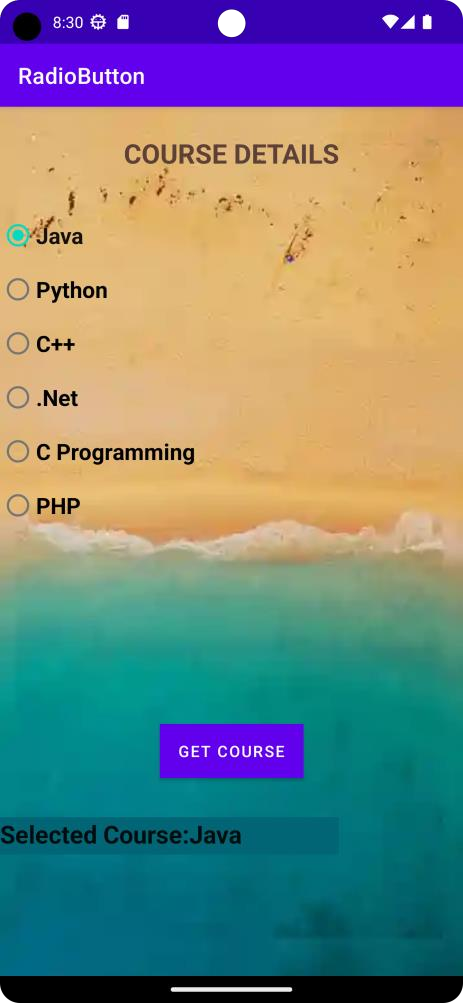 8:30
RadioButton
COURSE DETAILS
Java
Python
C++
.Net
C Programming
PHP
GET COURSE
Selected Course:Java